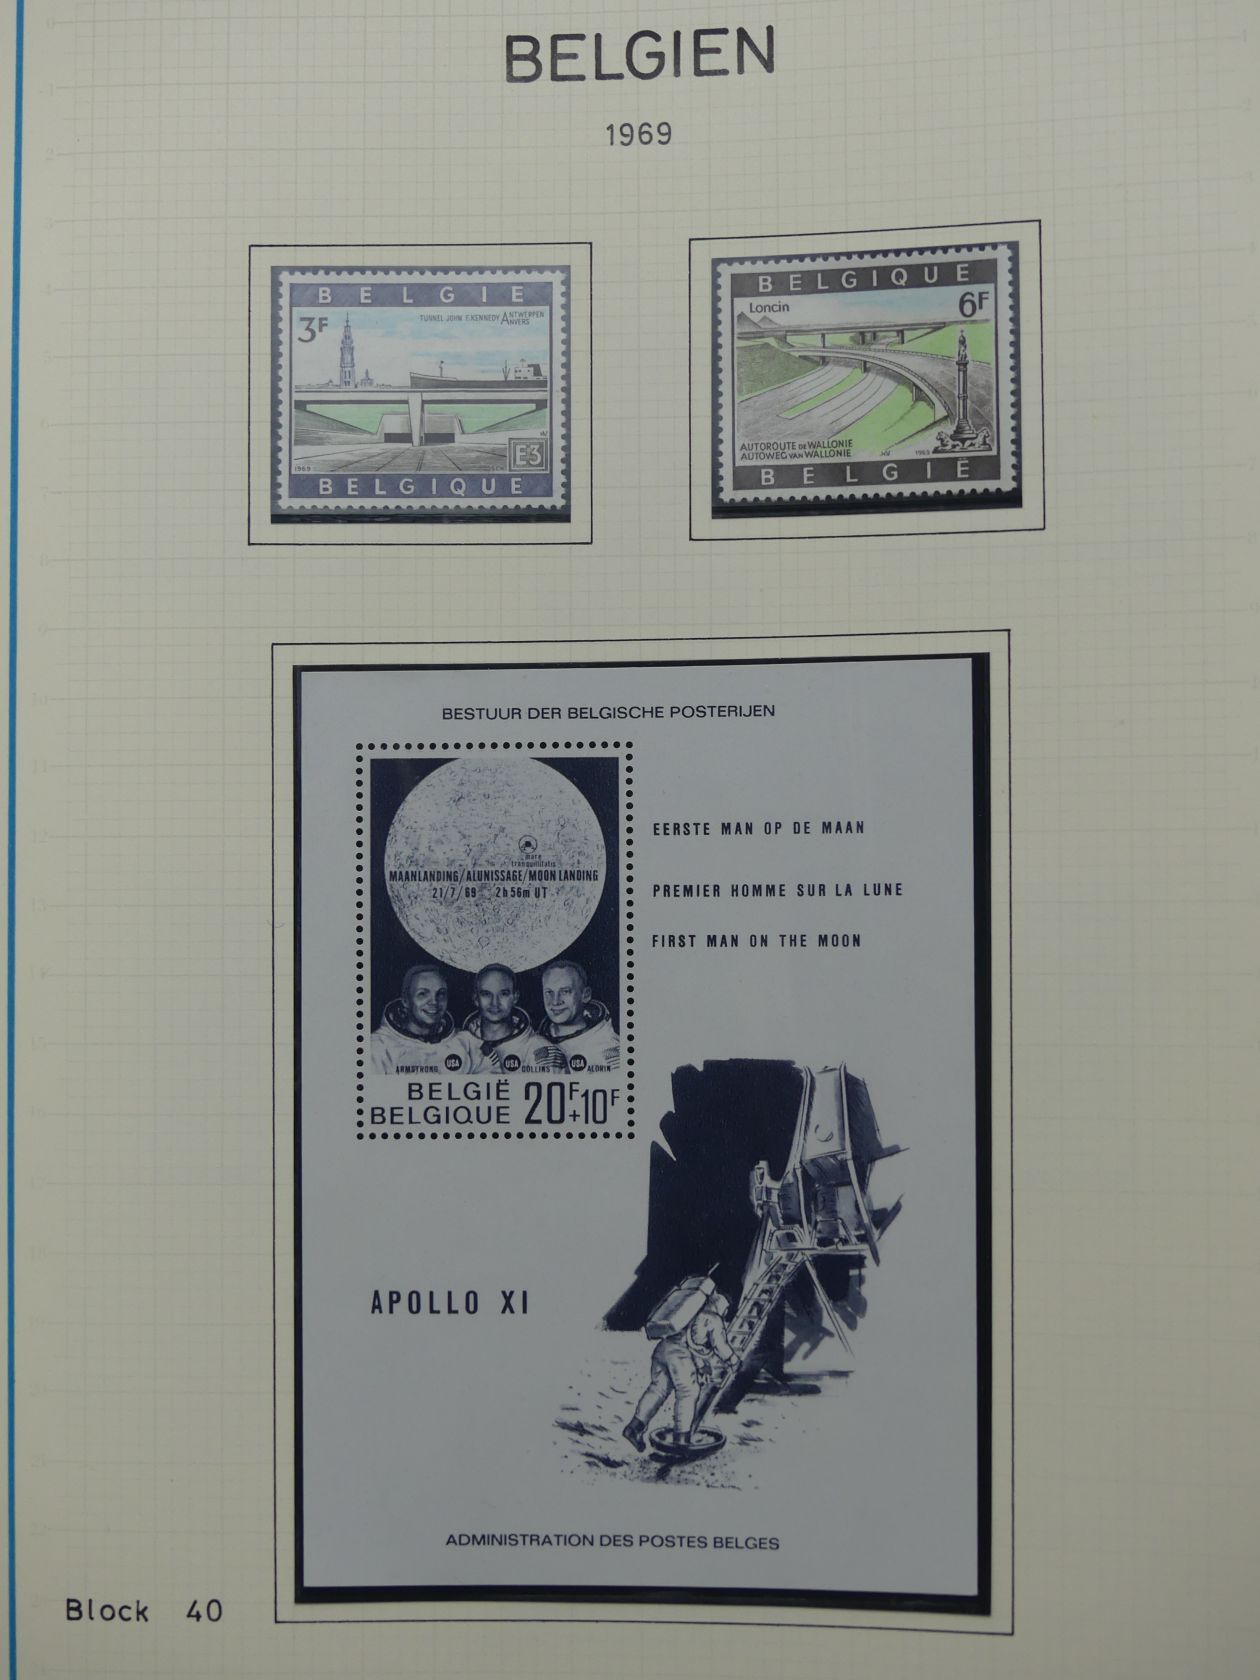 BELGIEN
1969
BELGIE
3F
TUNNEL JOHN F. KENNEDY ANTWERPEN
ANVERS
1969
E3
BELGIQUE
BELGIQUE
Loncin
6F
AUTOROUTE DE WALLONIE
AUTOWEG VAN WALLONIE
1969
BELGIË
BESTUUR DER BELGISCHE POSTERIJEN
mare
tranquillitatis
MAANLANDING/ALUNISSAGE/MOON LANDING
21/7/69 2h56m UT
EERSTE MAN OP DE MAAN
PREMIER HOMME SUR LA LUNE
FIRST MAN ON THE MOON
ARMSTRONG USA USA COLLINS USA ALDRIN
BELGIË
BELGIQUE 20F+10F
APOLLO XI
ADMINISTRATION DES POSTES BELGES
Block 40